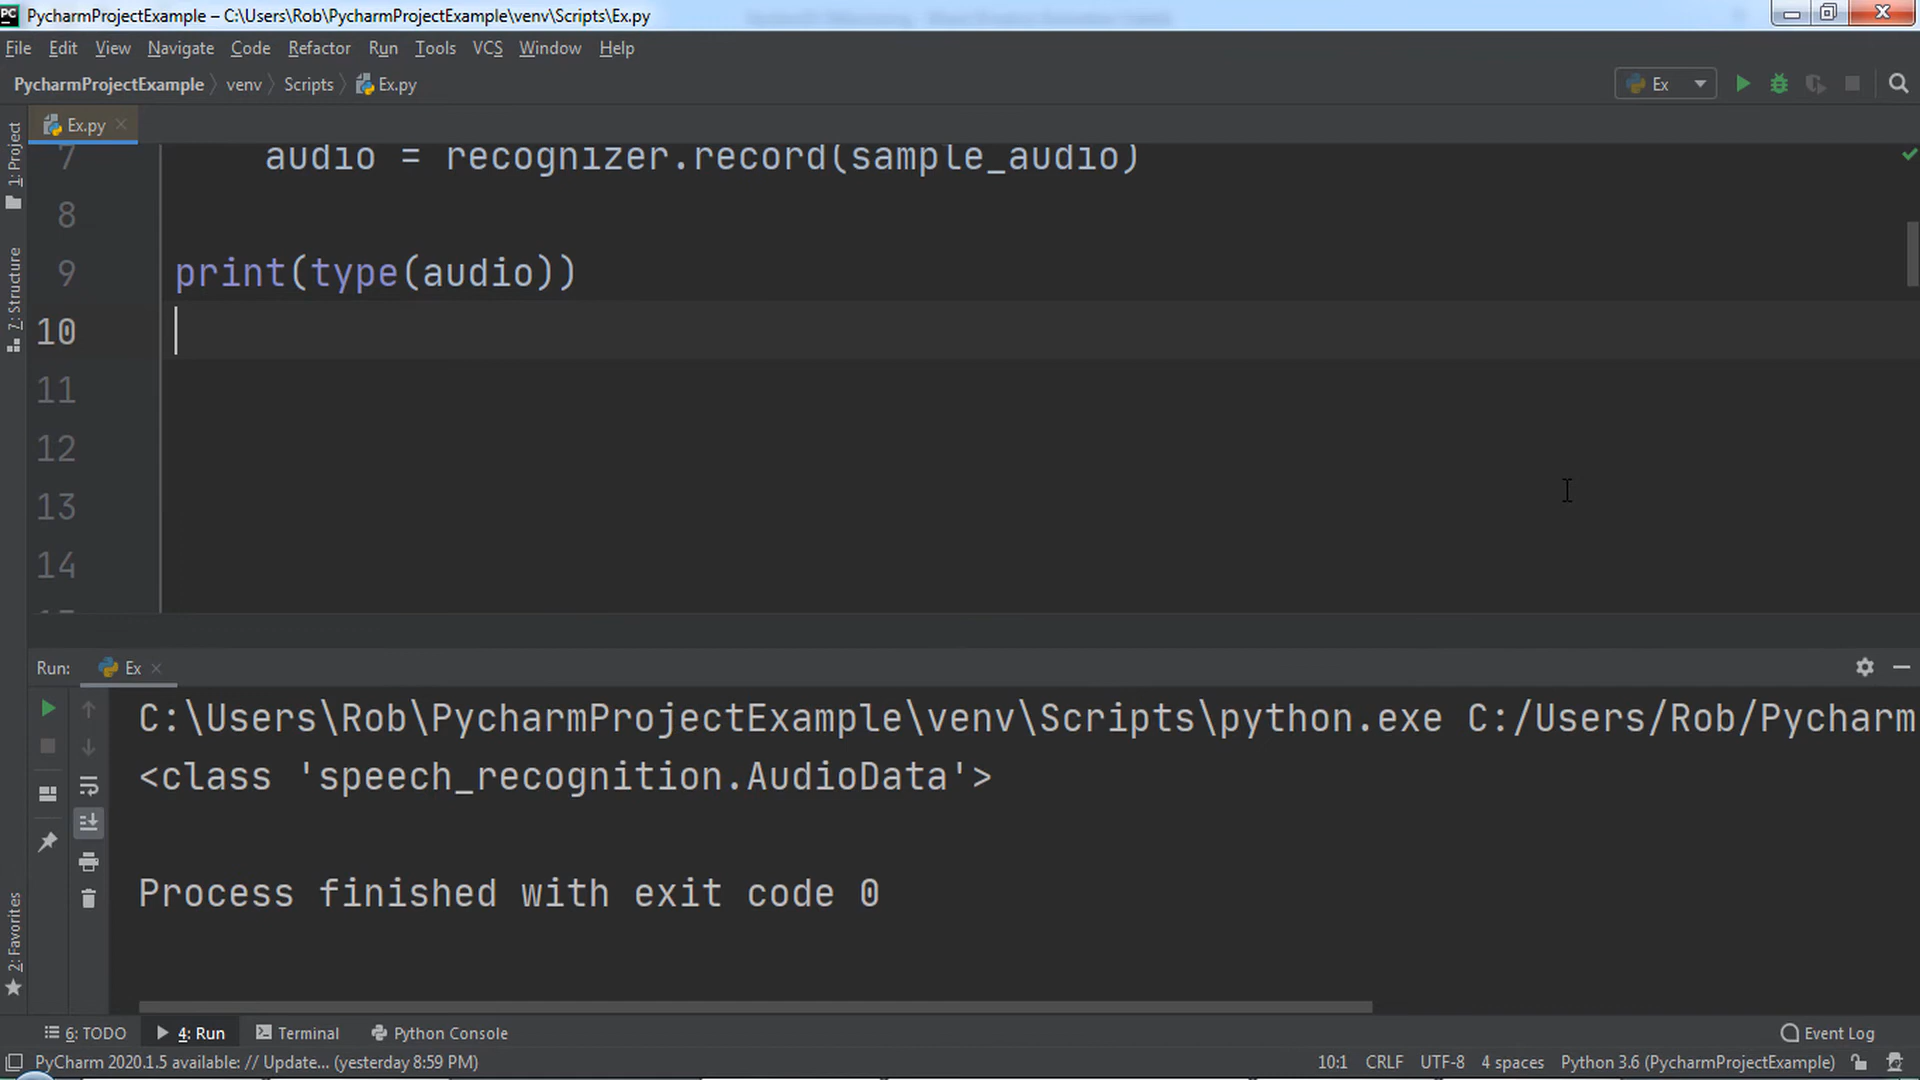 PC PycharmProjectExample – C:\Users\Rob\PycharmProjectExample\venv\Scripts\Ex.py
File Edit View Navigate Code Refactor Run Tools VCS Window Help
PycharmProjectExample venv Scripts Ex.py Ex
Ex.py
1: Project
7: Structure
2: Favorites
7 audio = recognizer.record(sample_audio)
8
9 print(type(audio))
10
11
12
13
14
Run: Ex
C:\Users\Rob\PycharmProjectExample\venv\Scripts\python.exe C:/Users/Rob/Pycharm
<class 'speech_recognition.AudioData'>
Process finished with exit code 0
6: TODO 4: Run Terminal Python Console Event Log
PyCharm 2020.1.5 available: // Update... (yesterday 8:59 PM) 10:1 CRLF UTF-8 4 spaces Python 3.6 (PycharmProjectExample)